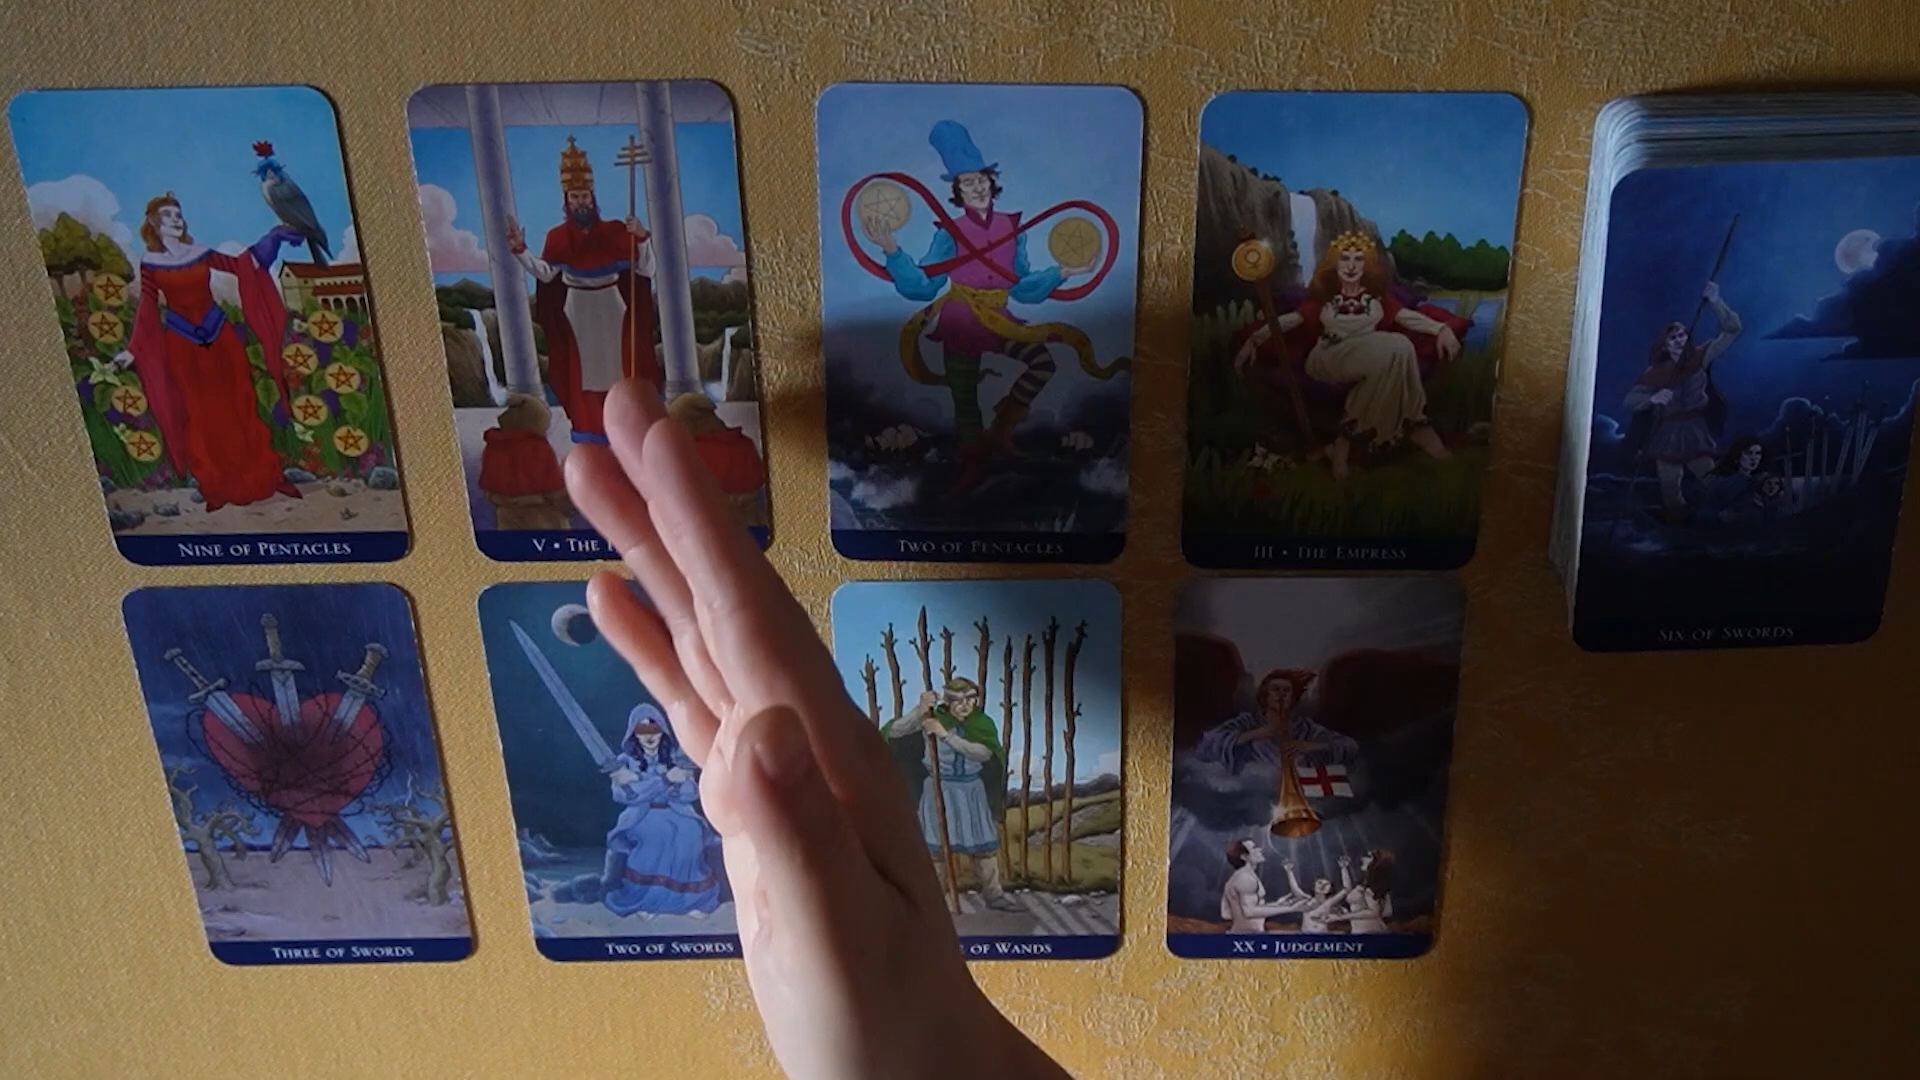 NINE OF PENTACLES
V • THE
TWO OF PENTACLES
III • THE EMPRESS
SIX OF SWORDS
THREE OF SWORDS
TWO OF SWORDS
OF WANDS
XX • JUDGEMENT